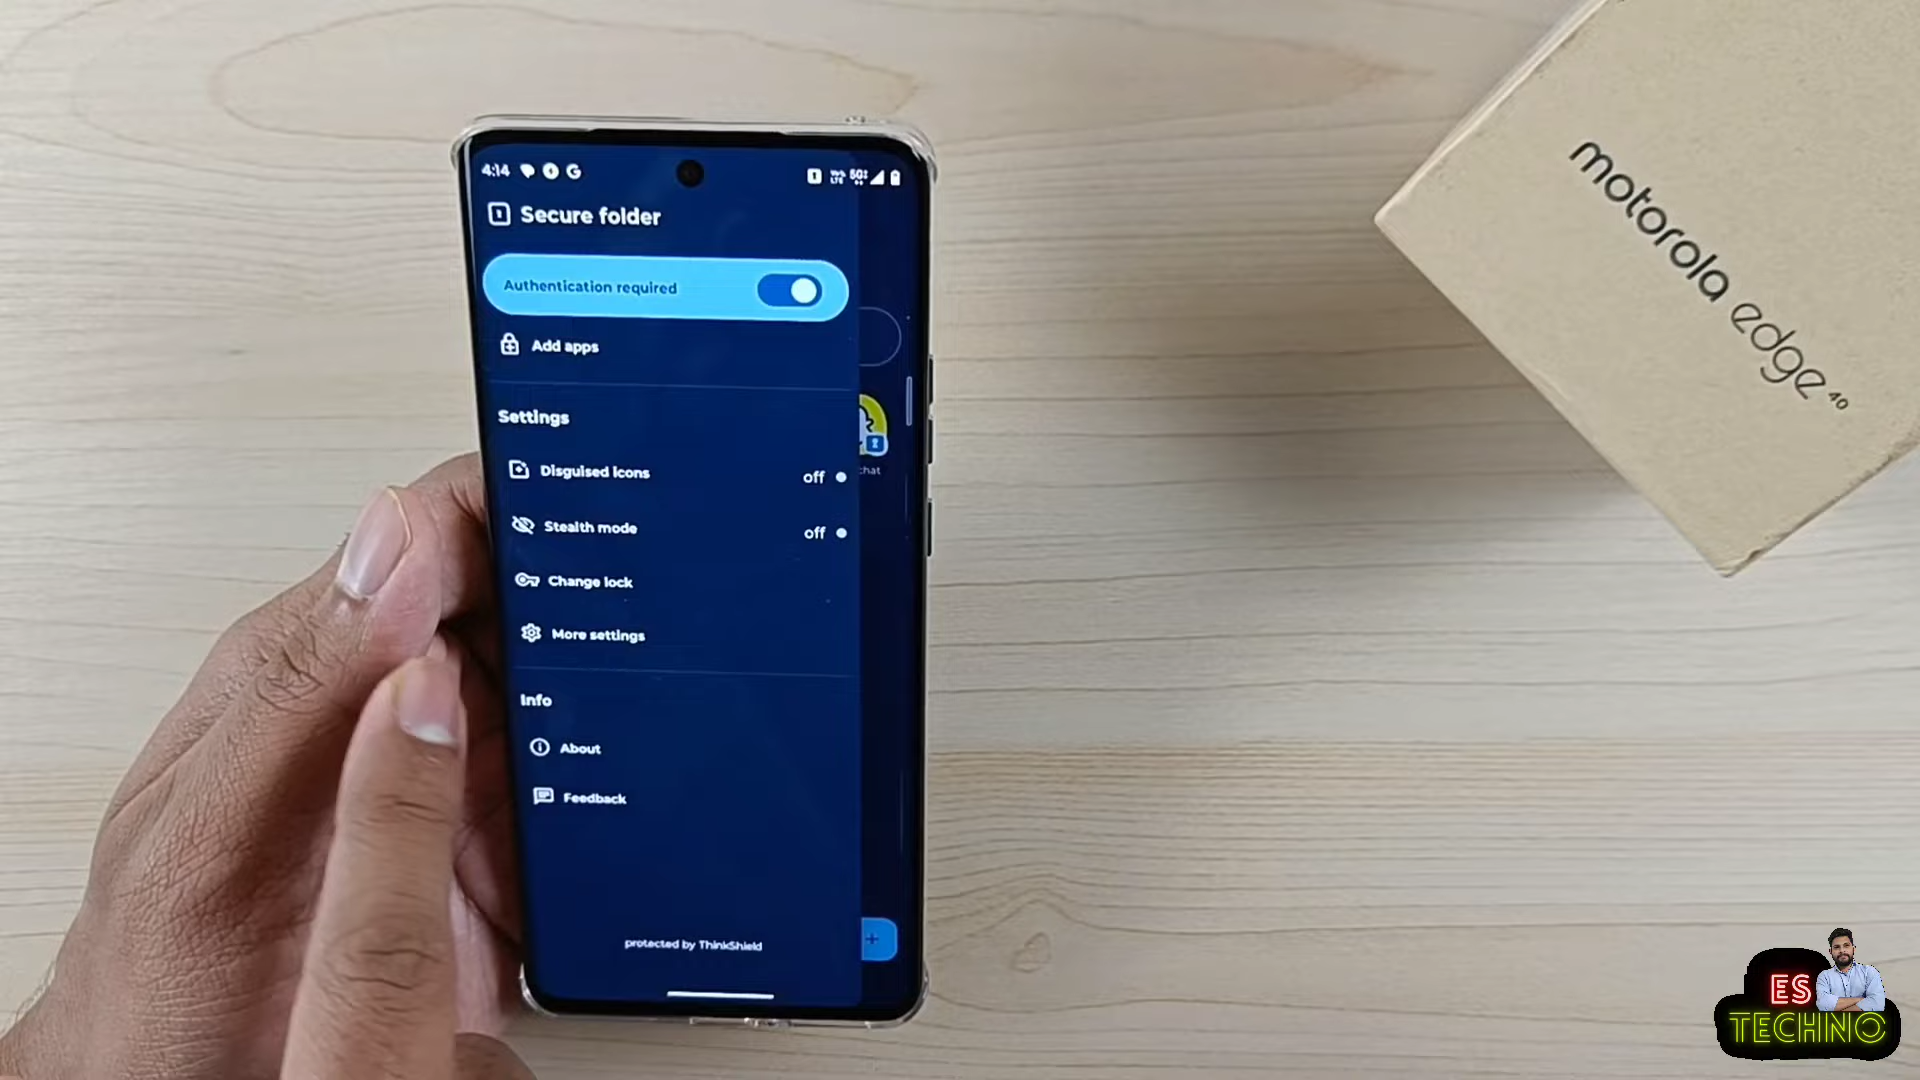 4:14
5G
Secure folder
Authentication required
Add apps
Settings
Disguised icons off
chat
Stealth mode off
Change lock
More settings
Info
About
Feedback
protected by ThinkShield
motorola edge 40
ES
TECHNO